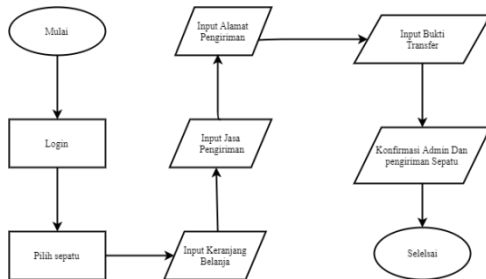 Mulai
Login
Pilih sepatu
Input Keranjang
Belanja
Input Jasa
Pengiriman
Input Alamat
Pengiriman
Input Bukti
Transfer
Konfirmasi Admin Dan
pengiriman Sepatu
Selelsai